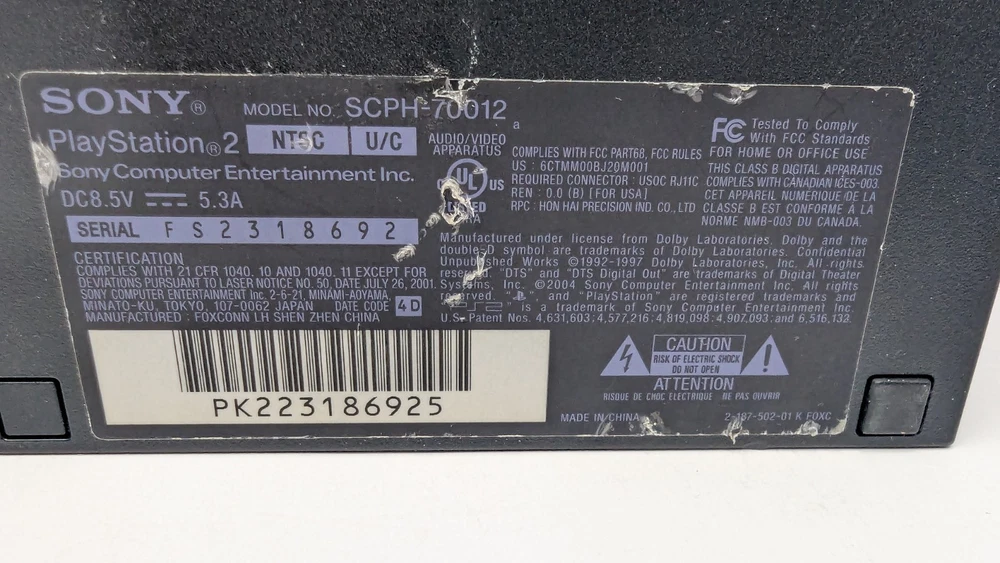 SONY® MODEL NO. SCPH-70012 a
PlayStation®2 NTSC U/C
Sony Computer Entertainment Inc.
DC8.5V 5.3A
SERIAL FS2318692
CERTIFICATION
COMPLIES WITH 21 CFR 1040. 10 AND 1040. 11 EXCEPT FOR
DEVIATIONS PURSUANT TO LASER NOTICE NO. 50, DATE JULY 26, 2001.
SONY COMPUTER ENTERTAINMENT Inc. 2-6-21, MINAMI-AOYAMA,
MINATO-KU, TOKYO, 107-0062 JAPAN DATE CODE 4D
MANUFACTURED : FOXCONN LH SHEN ZHEN CHINA
PK223186925
AUDIO/VIDEO
APPARATUS
UL US
COMPLIES WITH FCC PART68, FCC RULES
US : 6CTMM00BJ20M001
REQUIRED CONNECTOR : USOC RJ11C
REN : 0.0 (B) [FOR USA]
RPC : HON HAI PRECISION IND. CO., LTD
FC Tested To Comply
With FCC Standards
FOR HOME OR OFFICE USE
THIS CLASS B DIGITAL APPARATUS
COMPLIES WITH CANADIAN ICES-003.
CET APPAREIL NUMERIQUE DE LA
CLASSE B EST CONFORME A LA
NORME NMB-003 DU CANADA.
Manufactured under license from Dolby Laboratories. Dolby and the
double-D symbol are trademarks of Dolby Laboratories. Confidential
Unpublished Works ©1992-1997 Dolby Laboratories, Inc. All rights
reserved. "DTS" and "DTS Digital Out" are trademarks of Digital Theater
Systems, Inc. ©2004 Sony Computer Entertainment Inc. All rights
reserved. " ", and "PlayStation" are registered trademarks and
"PS2" is a trademark of Sony Computer Entertainment Inc.
U.S. Patent Nos. 4,631,603; 4,577,216; 4,819,098; 4,907,093; and 6,516,132.
CAUTION
RISK OF ELECTRIC SHOCK
DO NOT OPEN
ATTENTION
RISQUE DE CHOC ELECTRIQUE NE PAS OUVRIR
MADE IN CHINA 2-187-502-01 K FOXC